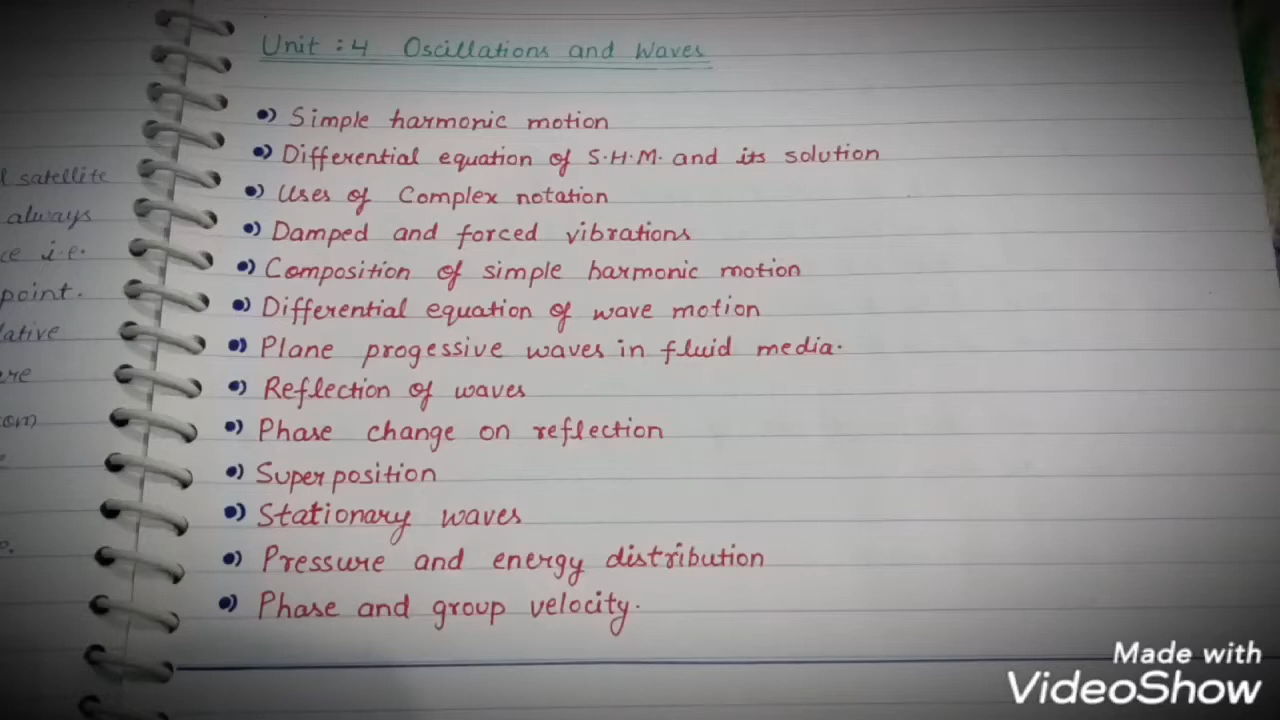 Unit : 4 Oscillations and Waves
•) Simple harmonic motion
•) Differential equation of S.H.M. and its solution
l satellite
•) Uses of Complex notation
always
•) Damped and forced vibrations
ce i.e.
•) Composition of simple harmonic motion
point.
•) Differential equation of wave motion
lative
•) Plane progessive waves in fluid media.
ere
•) Reflection of waves
om
•) Phase change on reflection
•) Superposition
•) Stationary waves
•) Pressure and energy distribution
•) Phase and group velocity.
Made with
VideoShow